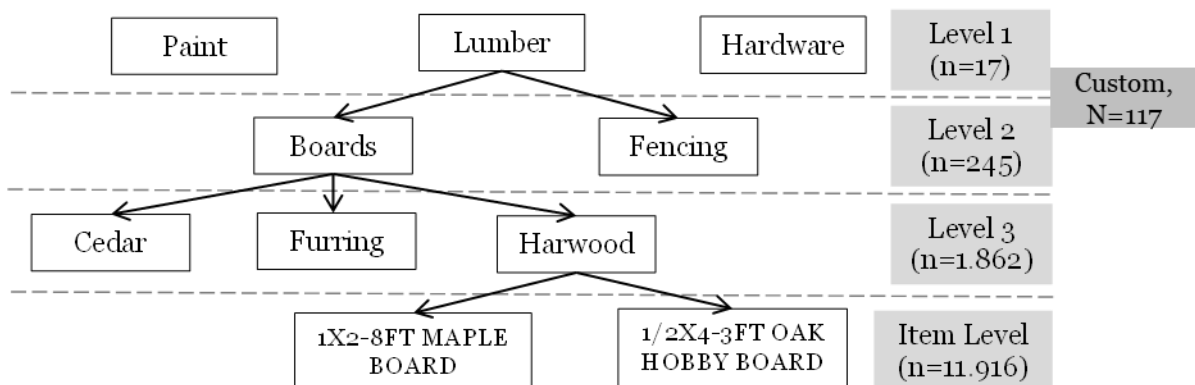 Paint
Lumber
Hardware
Level 1
(n=17)
Custom,
N=117
Boards
Fencing
Level 2
(n=245)
Cedar
Furring
Harwood
Level 3
(n=1.862)
1X2-8FT MAPLE
BOARD
1/2X4-3FT OAK
HOBBY BOARD
Item Level
(n=11.916)